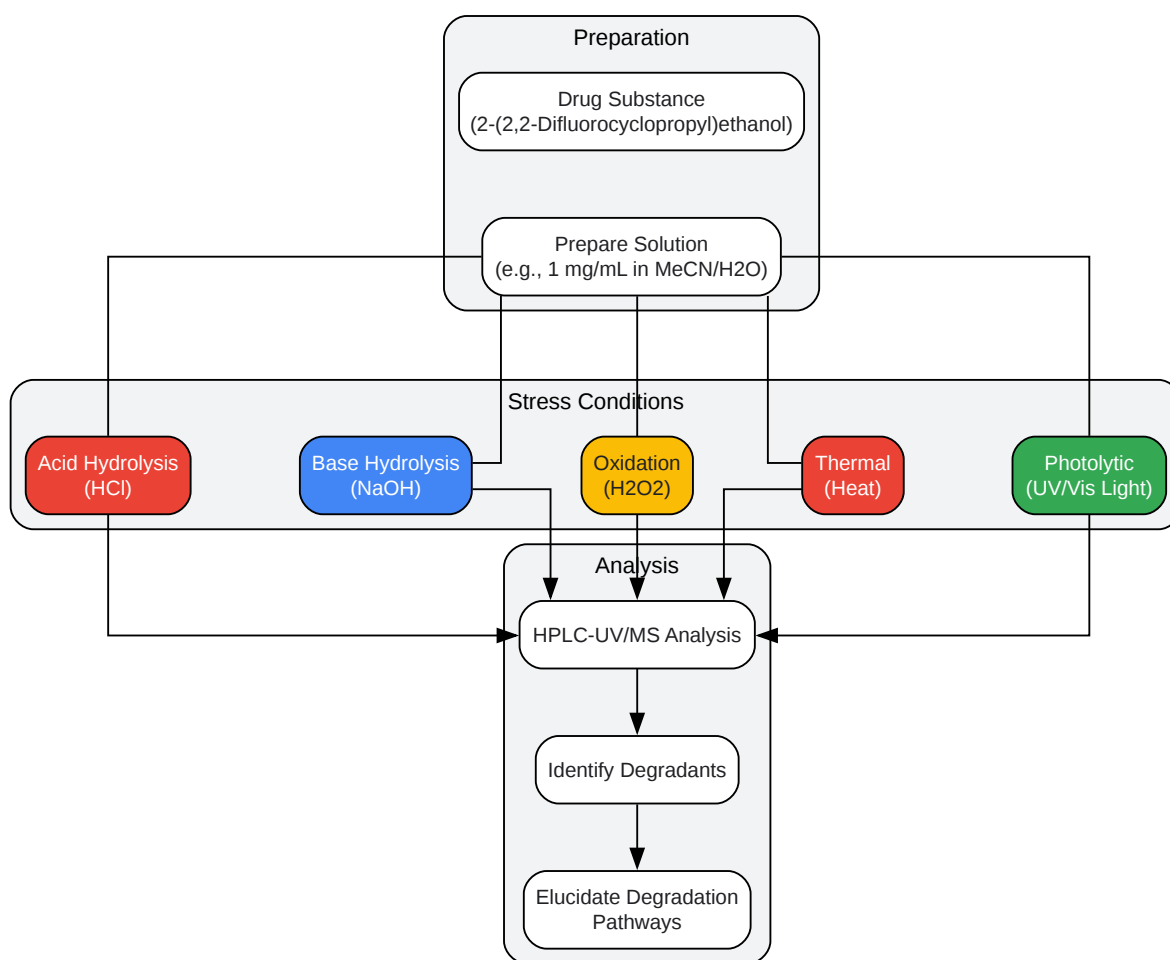 Preparation
Drug Substance
(2-(2,2-Difluorocyclopropyl)ethanol)
Prepare Solution
(e.g., 1 mg/mL in MeCN/H2O)
Stress Conditions
Acid Hydrolysis
(HCl)
Base Hydrolysis
(NaOH)
Oxidation
(H2O2)
Thermal
(Heat)
Photolytic
(UV/Vis Light)
Analysis
HPLC-UV/MS Analysis
Identify Degradants
Elucidate Degradation
Pathways